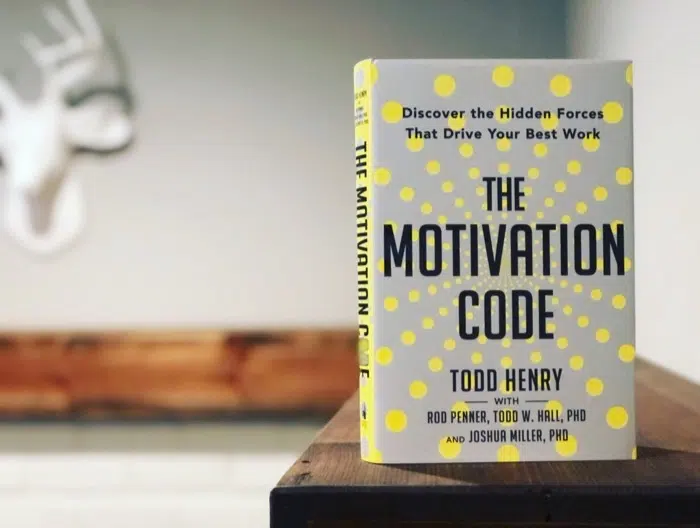 Discover the Hidden Forces
That Drive Your Best Work
THE
MOTIVATION
CODE
TODD HENRY
WITH
ROD PENNER, TODD W. HALL, PHD
AND JOSHUA MILLER, PHD
THE MOTIVATION CODE